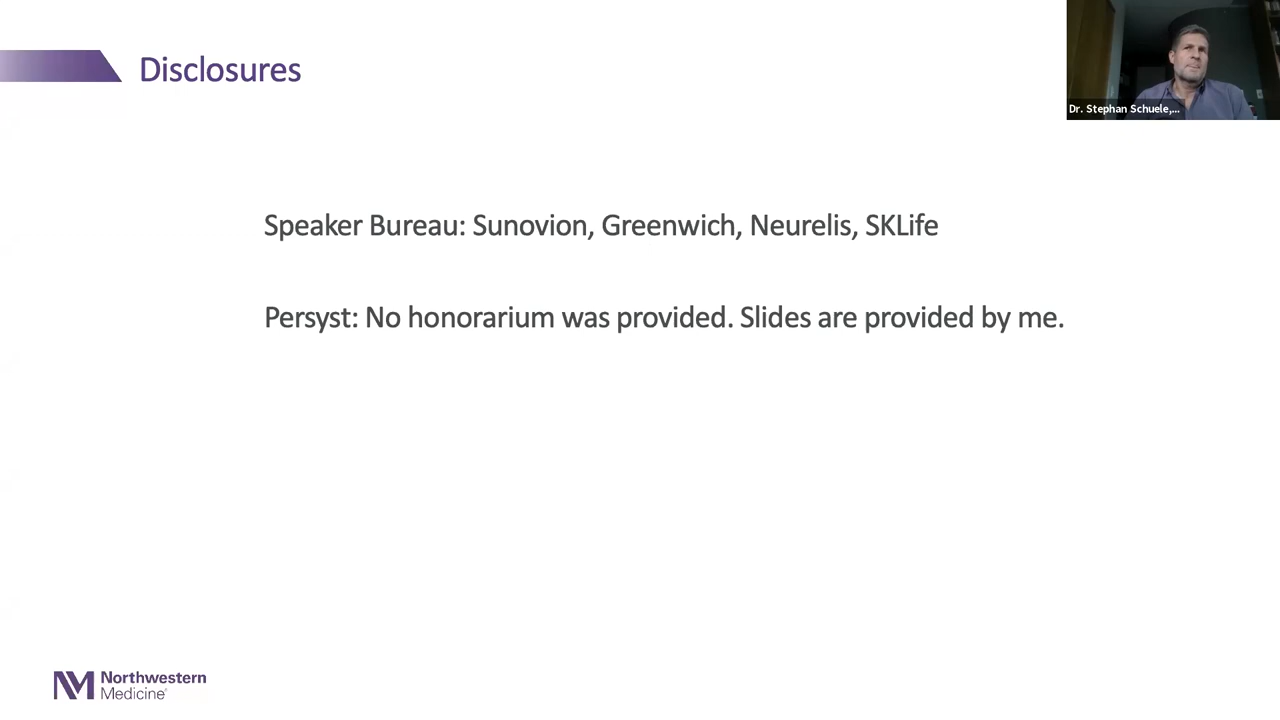 Disclosures
Dr. Stephan Schuele,...
Speaker Bureau: Sunovion, Greenwich, Neurelis, SKLife
Persyst: No honorarium was provided. Slides are provided by me.
Northwestern
Medicine